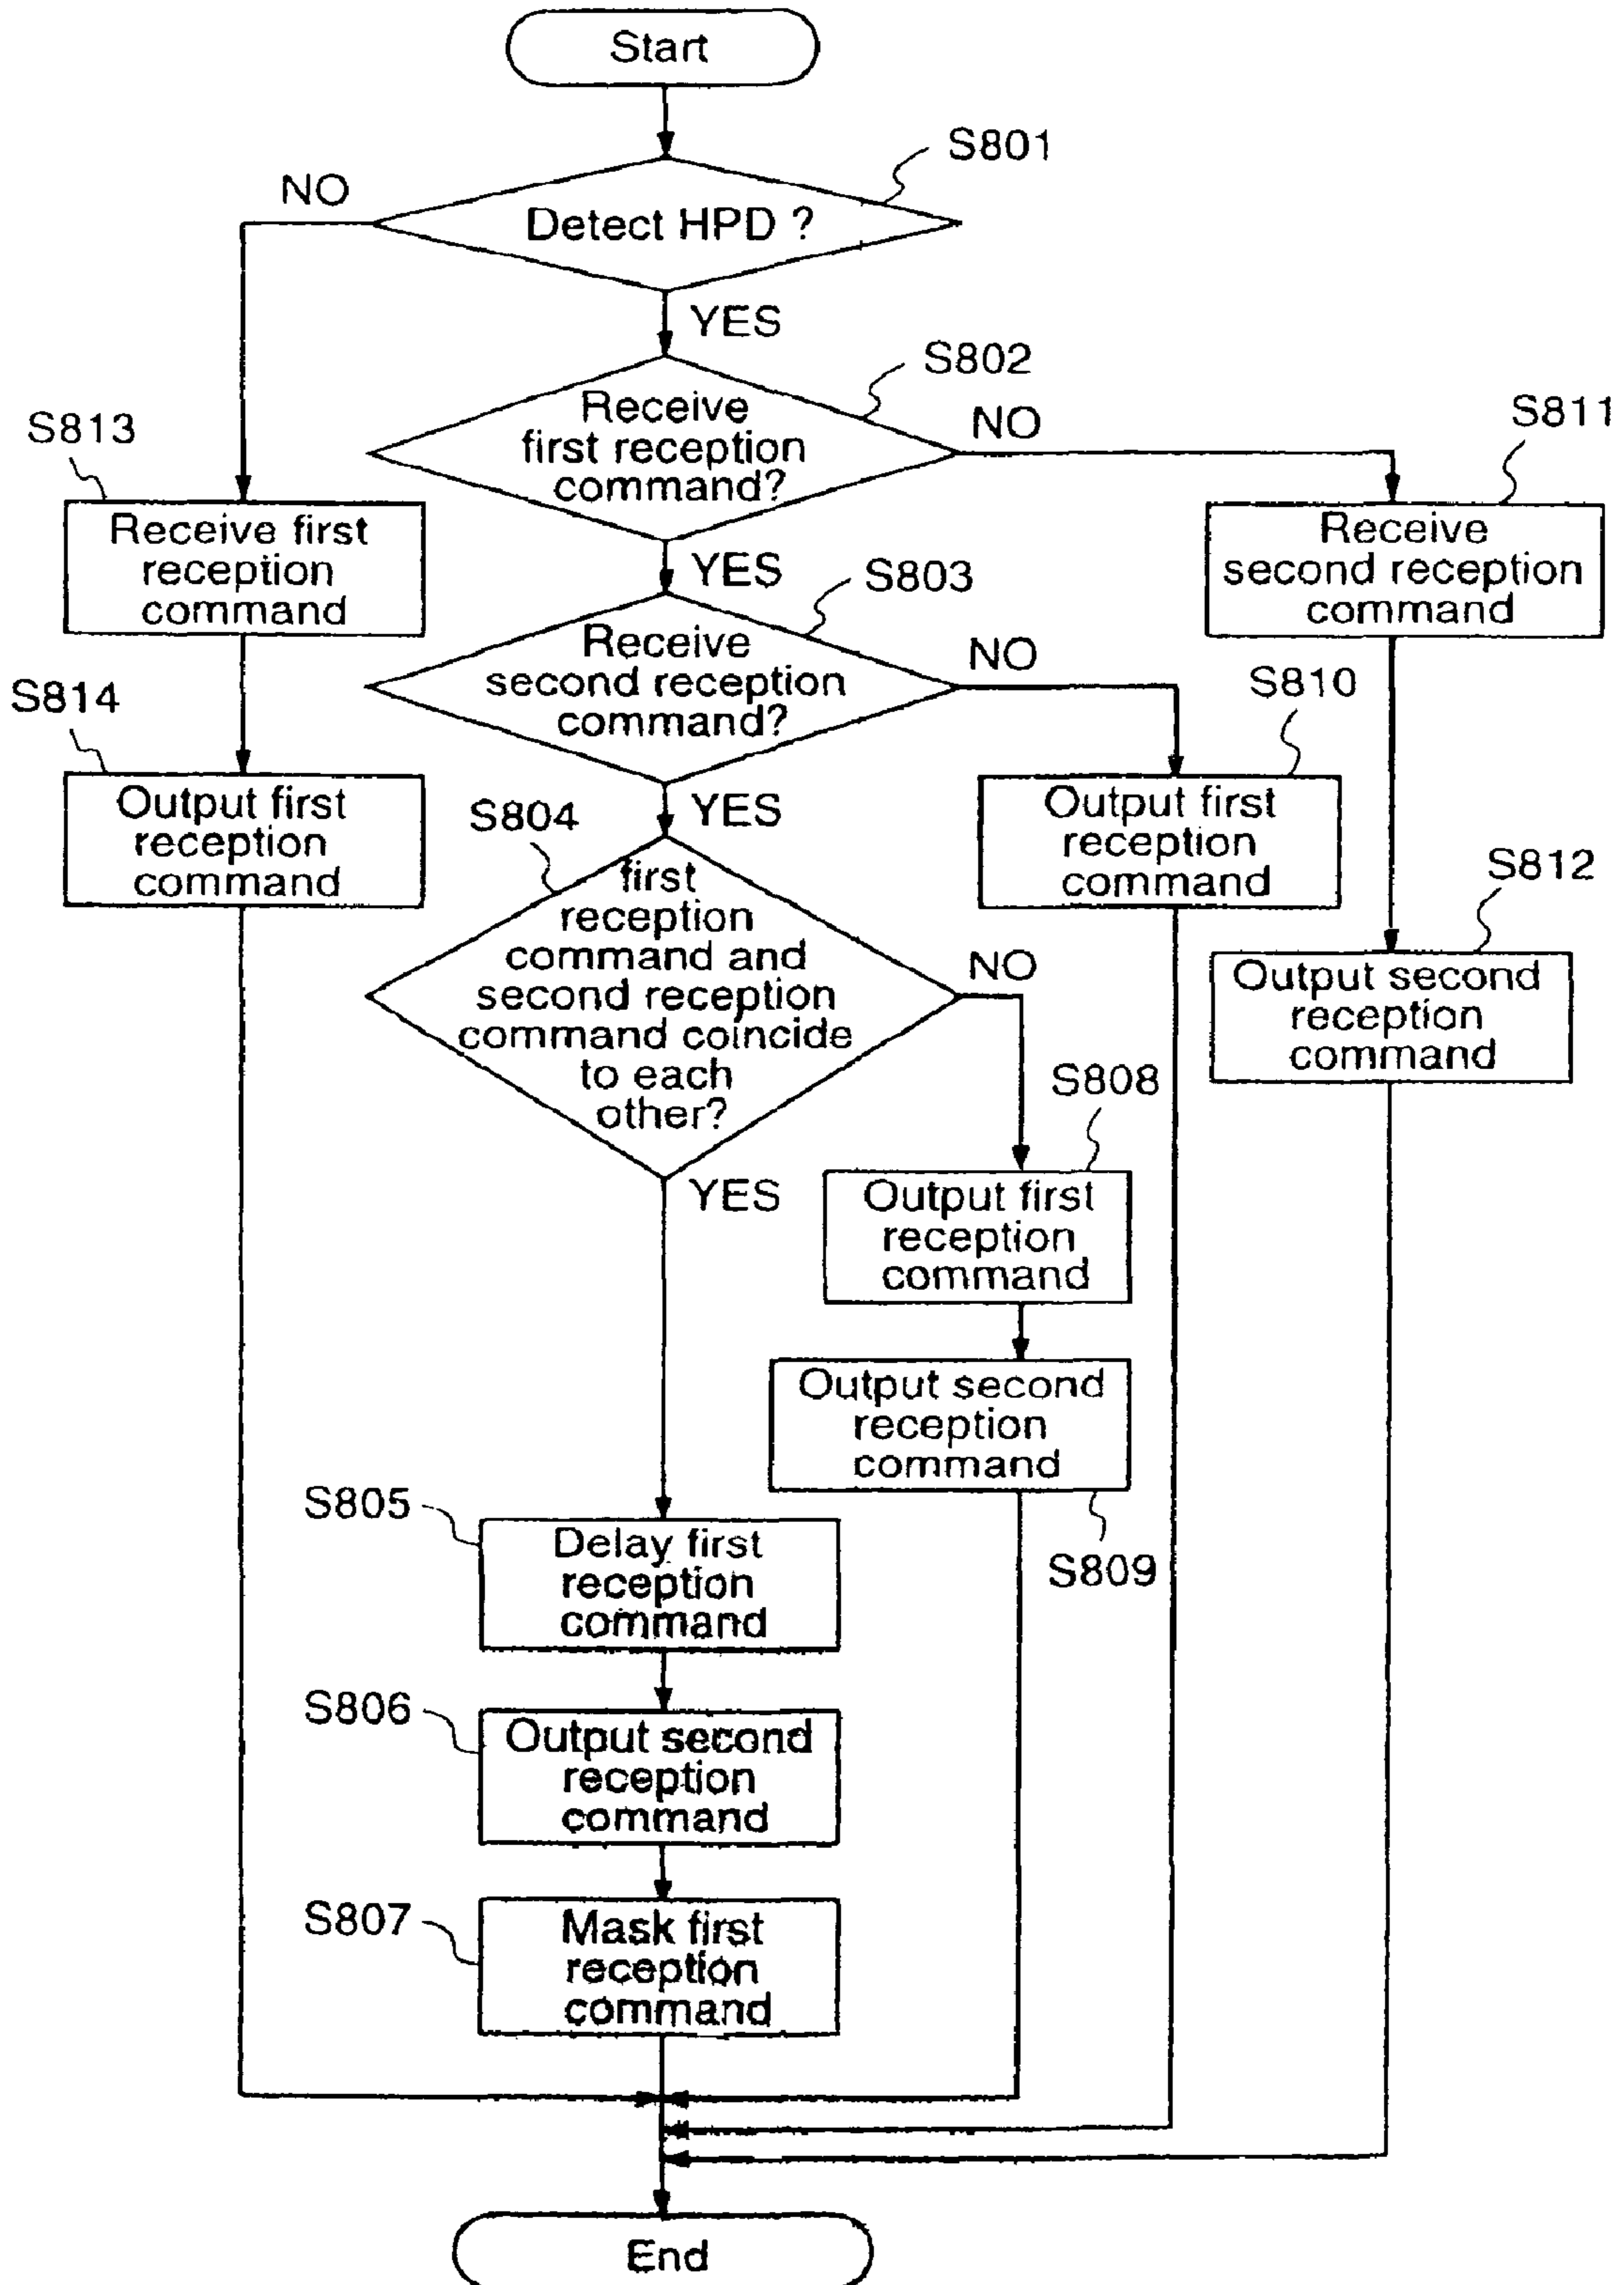 Start
S801
NO
Detect HPD ?
YES
S802
Receive
first reception
command?
NO
S811
S813
Receive first
reception
command
Receive
second reception
command
YES
S803
Receive
second reception
command?
NO
S810
S814
Output first
reception
command
YES
S804
Output first
reception
command
S812
first
reception
command and
second reception
command coincide
to each
other?
NO
Output second
reception
command
S808
YES
Output first
reception
command
Output second
reception
command
S809
S805
Delay first
reception
command
S806
Output second
reception
command
S807
Mask first
reception
command
End